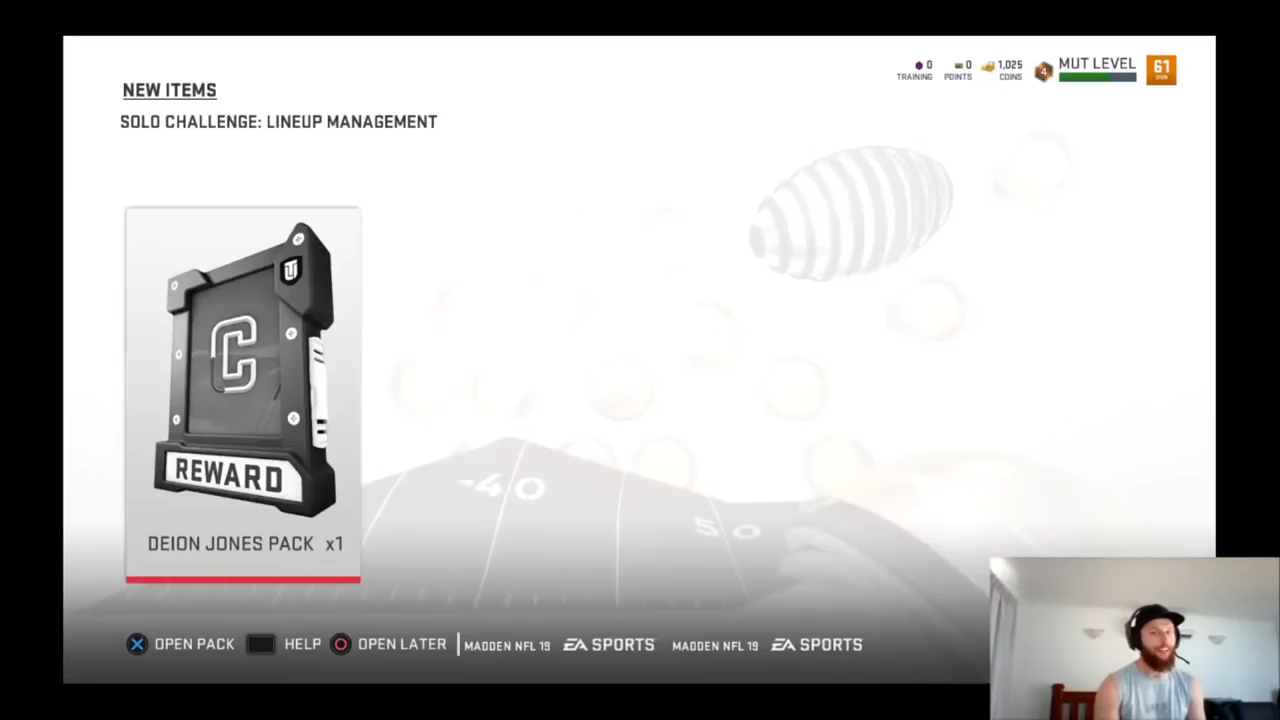 NEW ITEMS
SOLO CHALLENGE: LINEUP MANAGEMENT
0 TRAINING
0 POINTS
1,025 COINS
4
MUT LEVEL
61
OVR
U
C
REWARD
DEION JONES PACK x1
-40
50
OPEN PACK HELP OPEN LATER MADDEN NFL 19 EA SPORTS MADDEN NFL 19 EA SPORTS